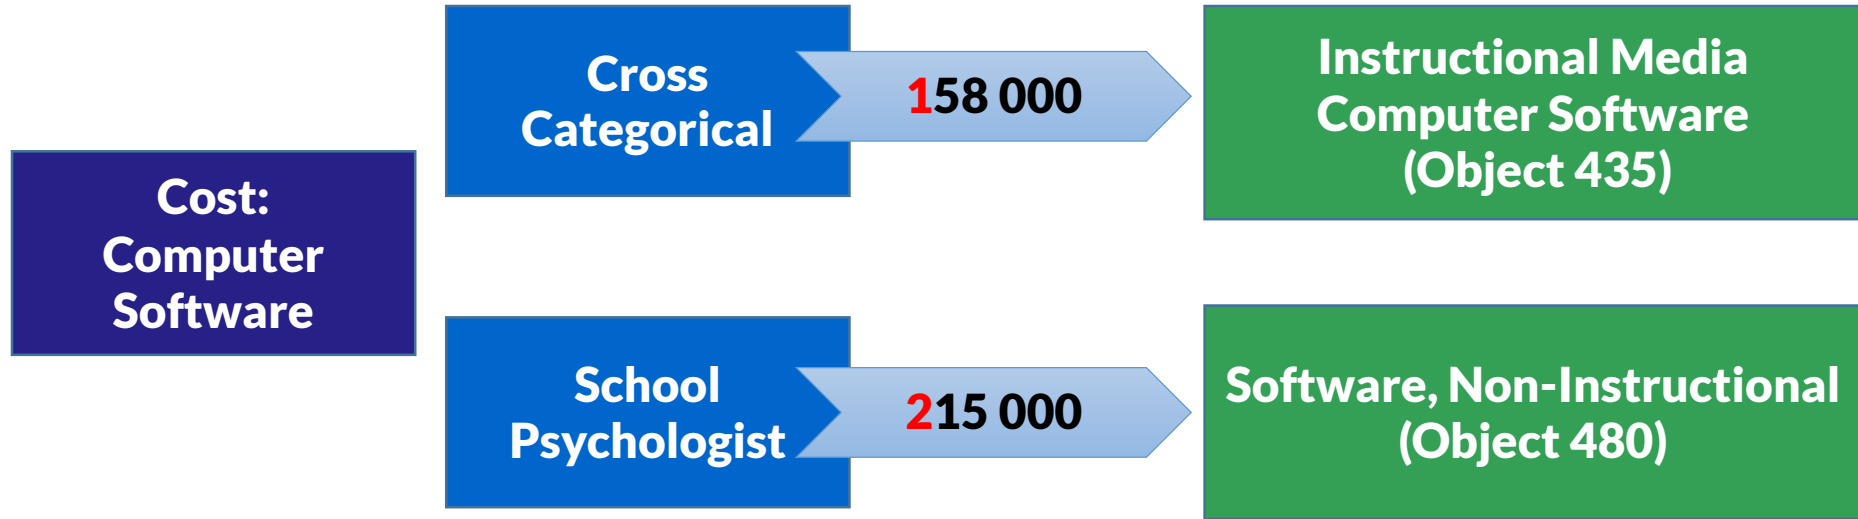 Cost:
Computer
Software
Cross
Categorical
158 000
Instructional Media
Computer Software
(Object 435)
School
Psychologist
215 000
Software, Non-Instructional
(Object 480)